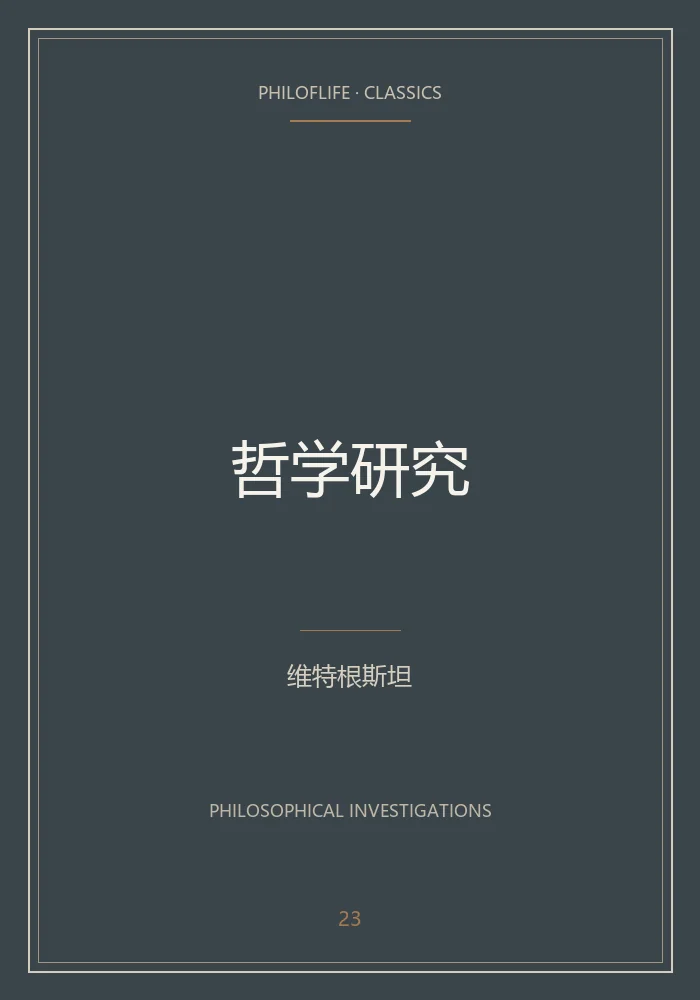 PHILOFLIFE · CLASSICS
哲学研究
维特根斯坦
PHILOSOPHICAL INVESTIGATIONS
23